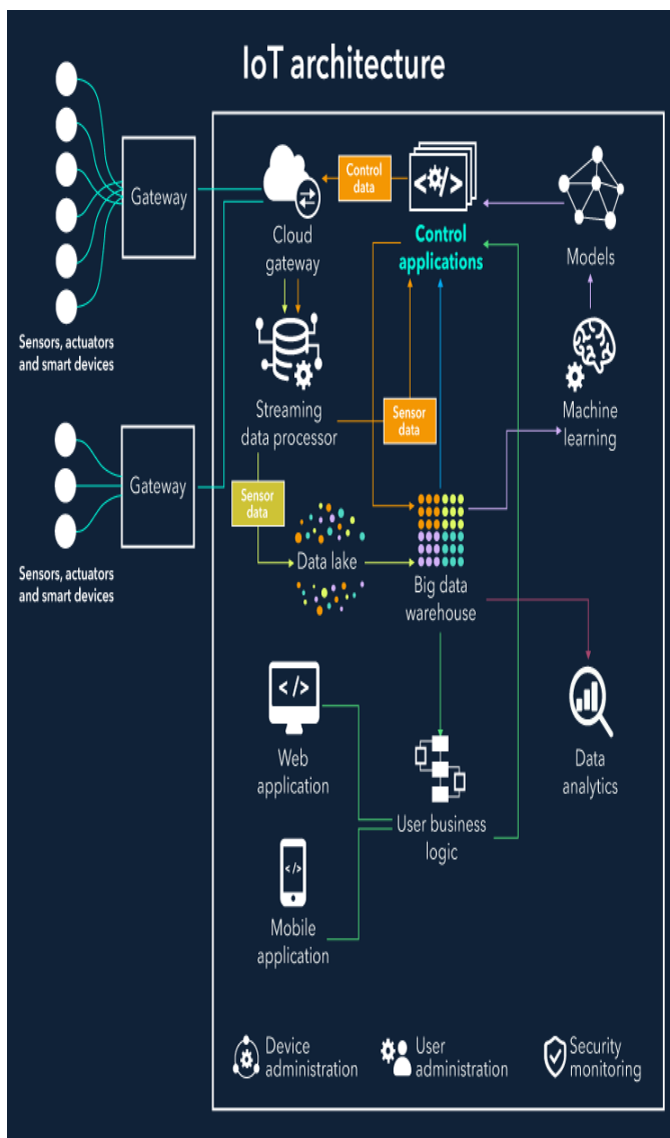 IoT architecture
Gateway
Sensors, actuators
and smart devices
Gateway
Sensors, actuators
and smart devices
Cloud
gateway
Control
data
</>
Control
applications
Models
Streaming
data processor
Sensor
data
Machine
learning
Sensor
data
Data lake
Big data
warehouse
</>
Web
application
User business
logic
Data
analytics
</>
Mobile
application
Device
administration
User
administration
Security
monitoring